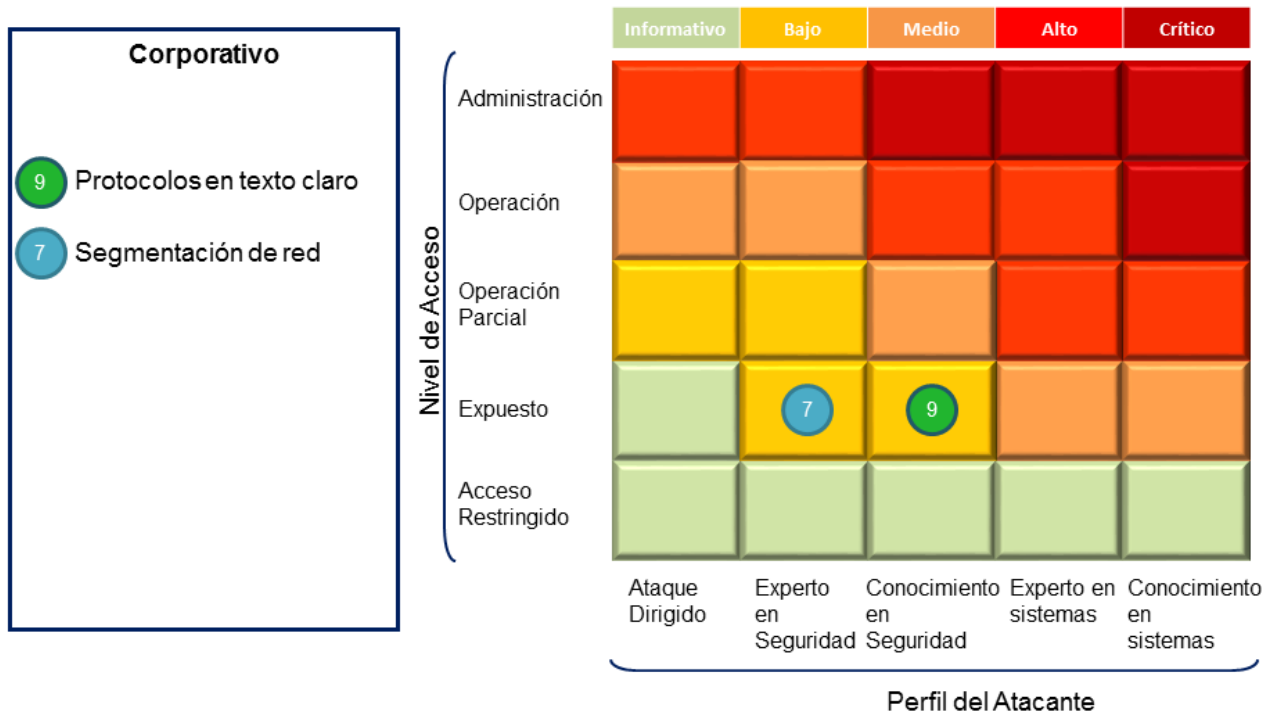 Corporativo
9 Protocolos en texto claro
7 Segmentación de red
Informativo Bajo Medio Alto Crítico
Nivel de Acceso
Administración
Operación
Operación
Parcial
Expuesto
7 9
Acceso
Restringido
Ataque
Dirigido
Experto
en
Seguridad
Conocimiento
en
Seguridad
Experto en
sistemas
Conocimiento
en
sistemas
Perfil del Atacante